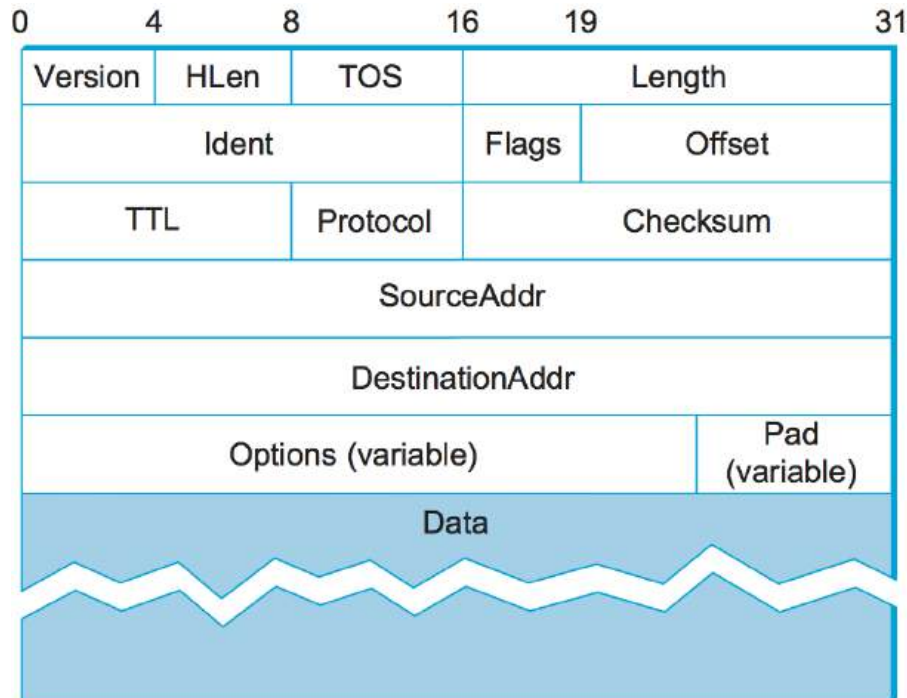 0 4 8 16 19 31
Version HLen TOS Length
Ident Flags Offset
TTL Protocol Checksum
SourceAddr
DestinationAddr
Options (variable) Pad
(variable)
Data